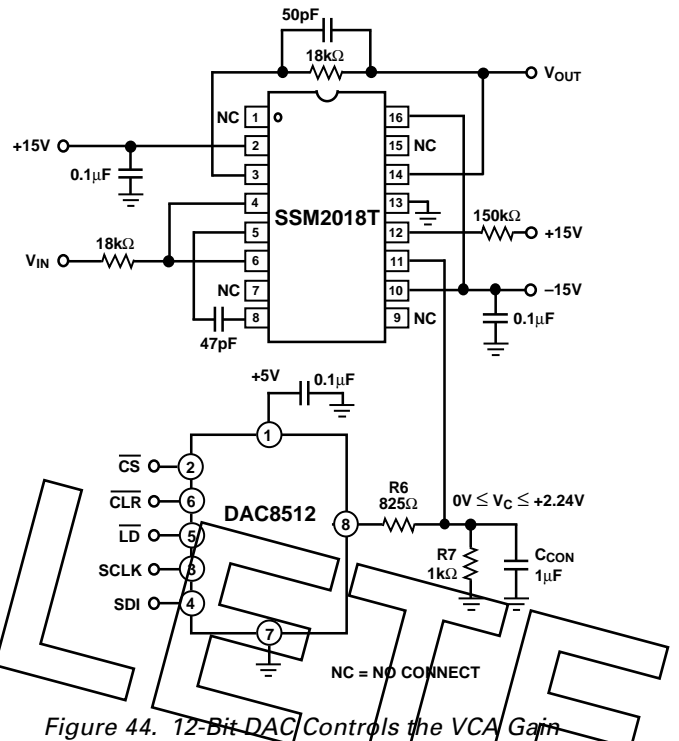 50pF
18kΩ
VOUT
NC 1 16
+15V 2 15 NC
0.1µF 3 14
4 13
SSM2018T
150kΩ
5 12 +15V
18kΩ
VIN 6 11
NC 7 10 –15V
8 9 NC
0.1µF
47pF
+5V 0.1µF
1
CS 2
CLR 6
DAC8512
8
R6
825Ω
0V ≤ VC ≤ +2.24V
LD 5
SCLK 3
SDI 4
R7
1kΩ
CCON
1µF
7
NC = NO CONNECT
Figure 44. 12-Bit DAC Controls the VCA Gain